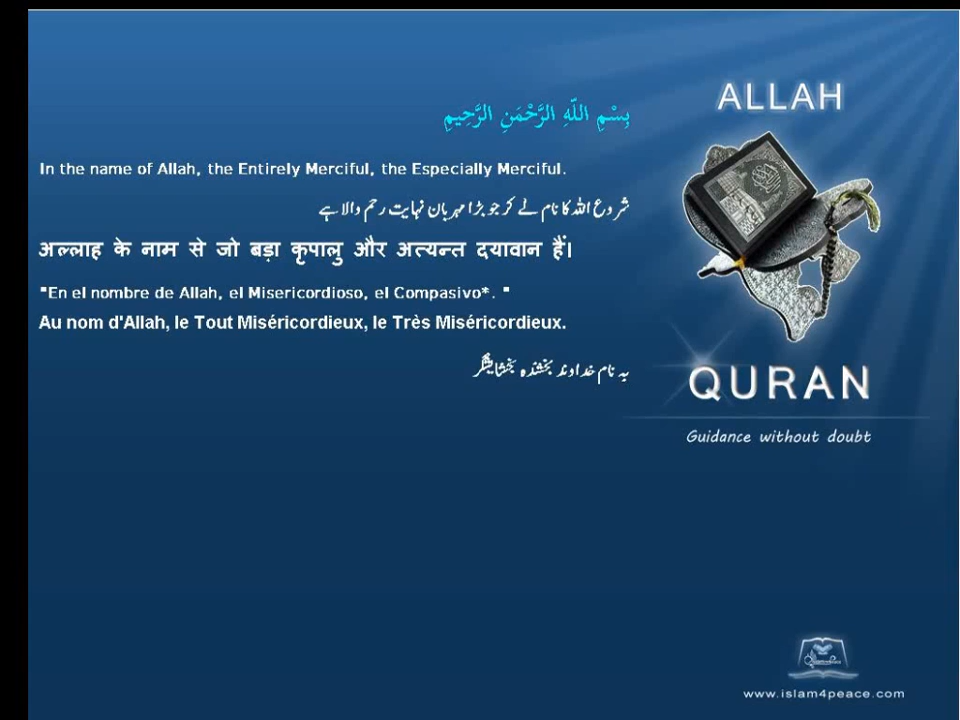 بِسْمِ اللَّهِ الرَّحْمَنِ الرَّحِيمِ
In the name of Allah, the Entirely Merciful, the Especially Merciful.
شروع اللہ کا نام لے کر جو بڑا مہربان نہایت رحم والا ہے
अल्लाह के नाम से जो बड़ा कृपालु और अत्यन्त दयावान हैं।
"En el nombre de Allah, el Misericordioso, el Compasivo*. "
Au nom d'Allah, le Tout Miséricordieux, le Très Miséricordieux.
به نام خداوند بخشنده بخشایشگر
ALLAH
QURAN
Guidance without doubt
www.islam4peace.com